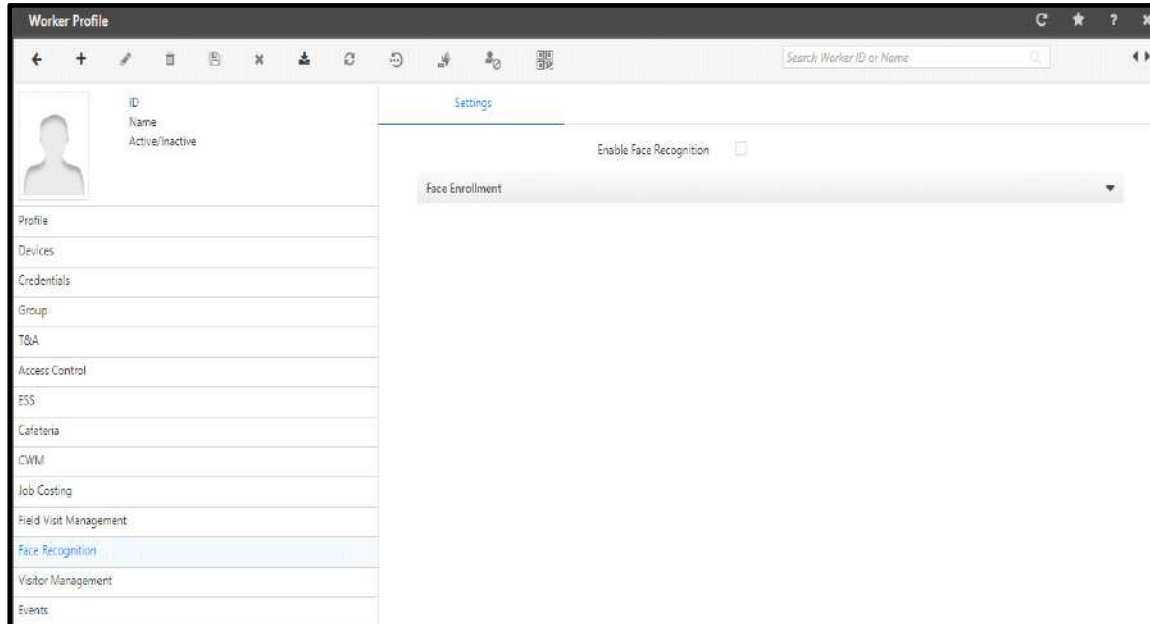 Worker Profile
?
Search Worker ID or Name
ID
Name
Active/Inactive
Settings
Enable Face Recognition
Face Enrollment
Profile
Devices
Credentials
Group
T&A
Access Control
ESS
Cafeteria
CWM
Job Costing
Field Visit Management
Face Recognition
Visitor Management
Events